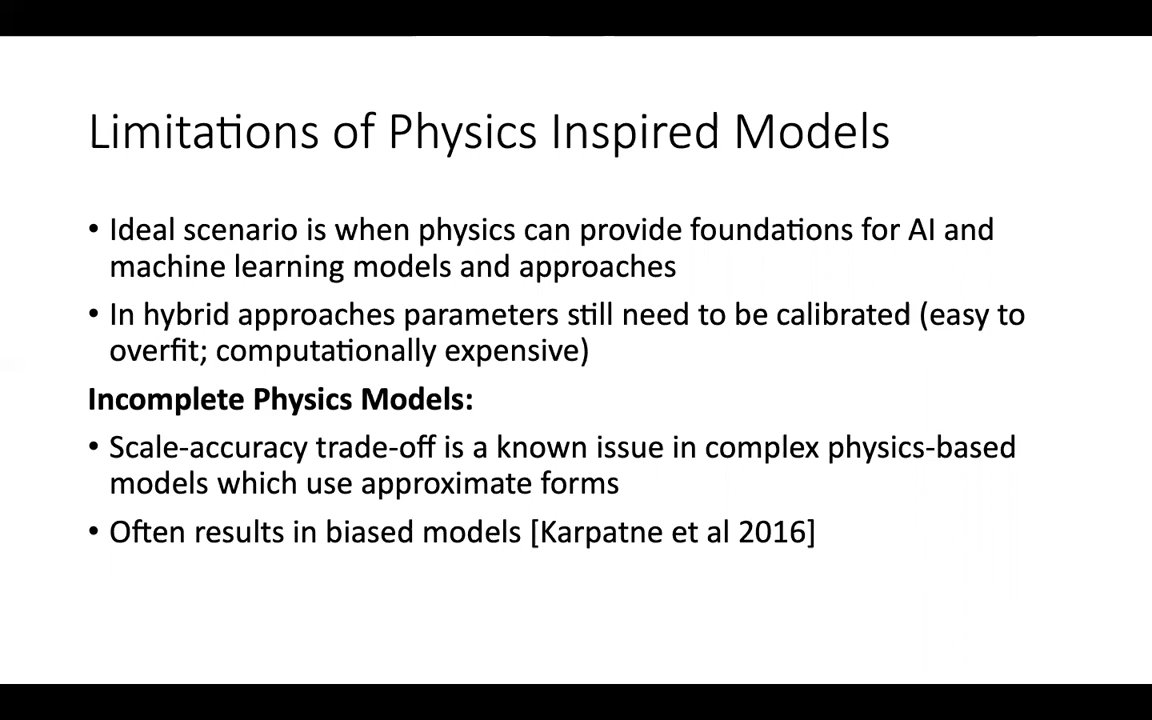 Limitations of Physics Inspired Models
• Ideal scenario is when physics can provide foundations for AI and
machine learning models and approaches
• In hybrid approaches parameters still need to be calibrated (easy to
overfit; computationally expensive)
Incomplete Physics Models:
• Scale-accuracy trade-off is a known issue in complex physics-based
models which use approximate forms
• Often results in biased models [Karpatne et al 2016]